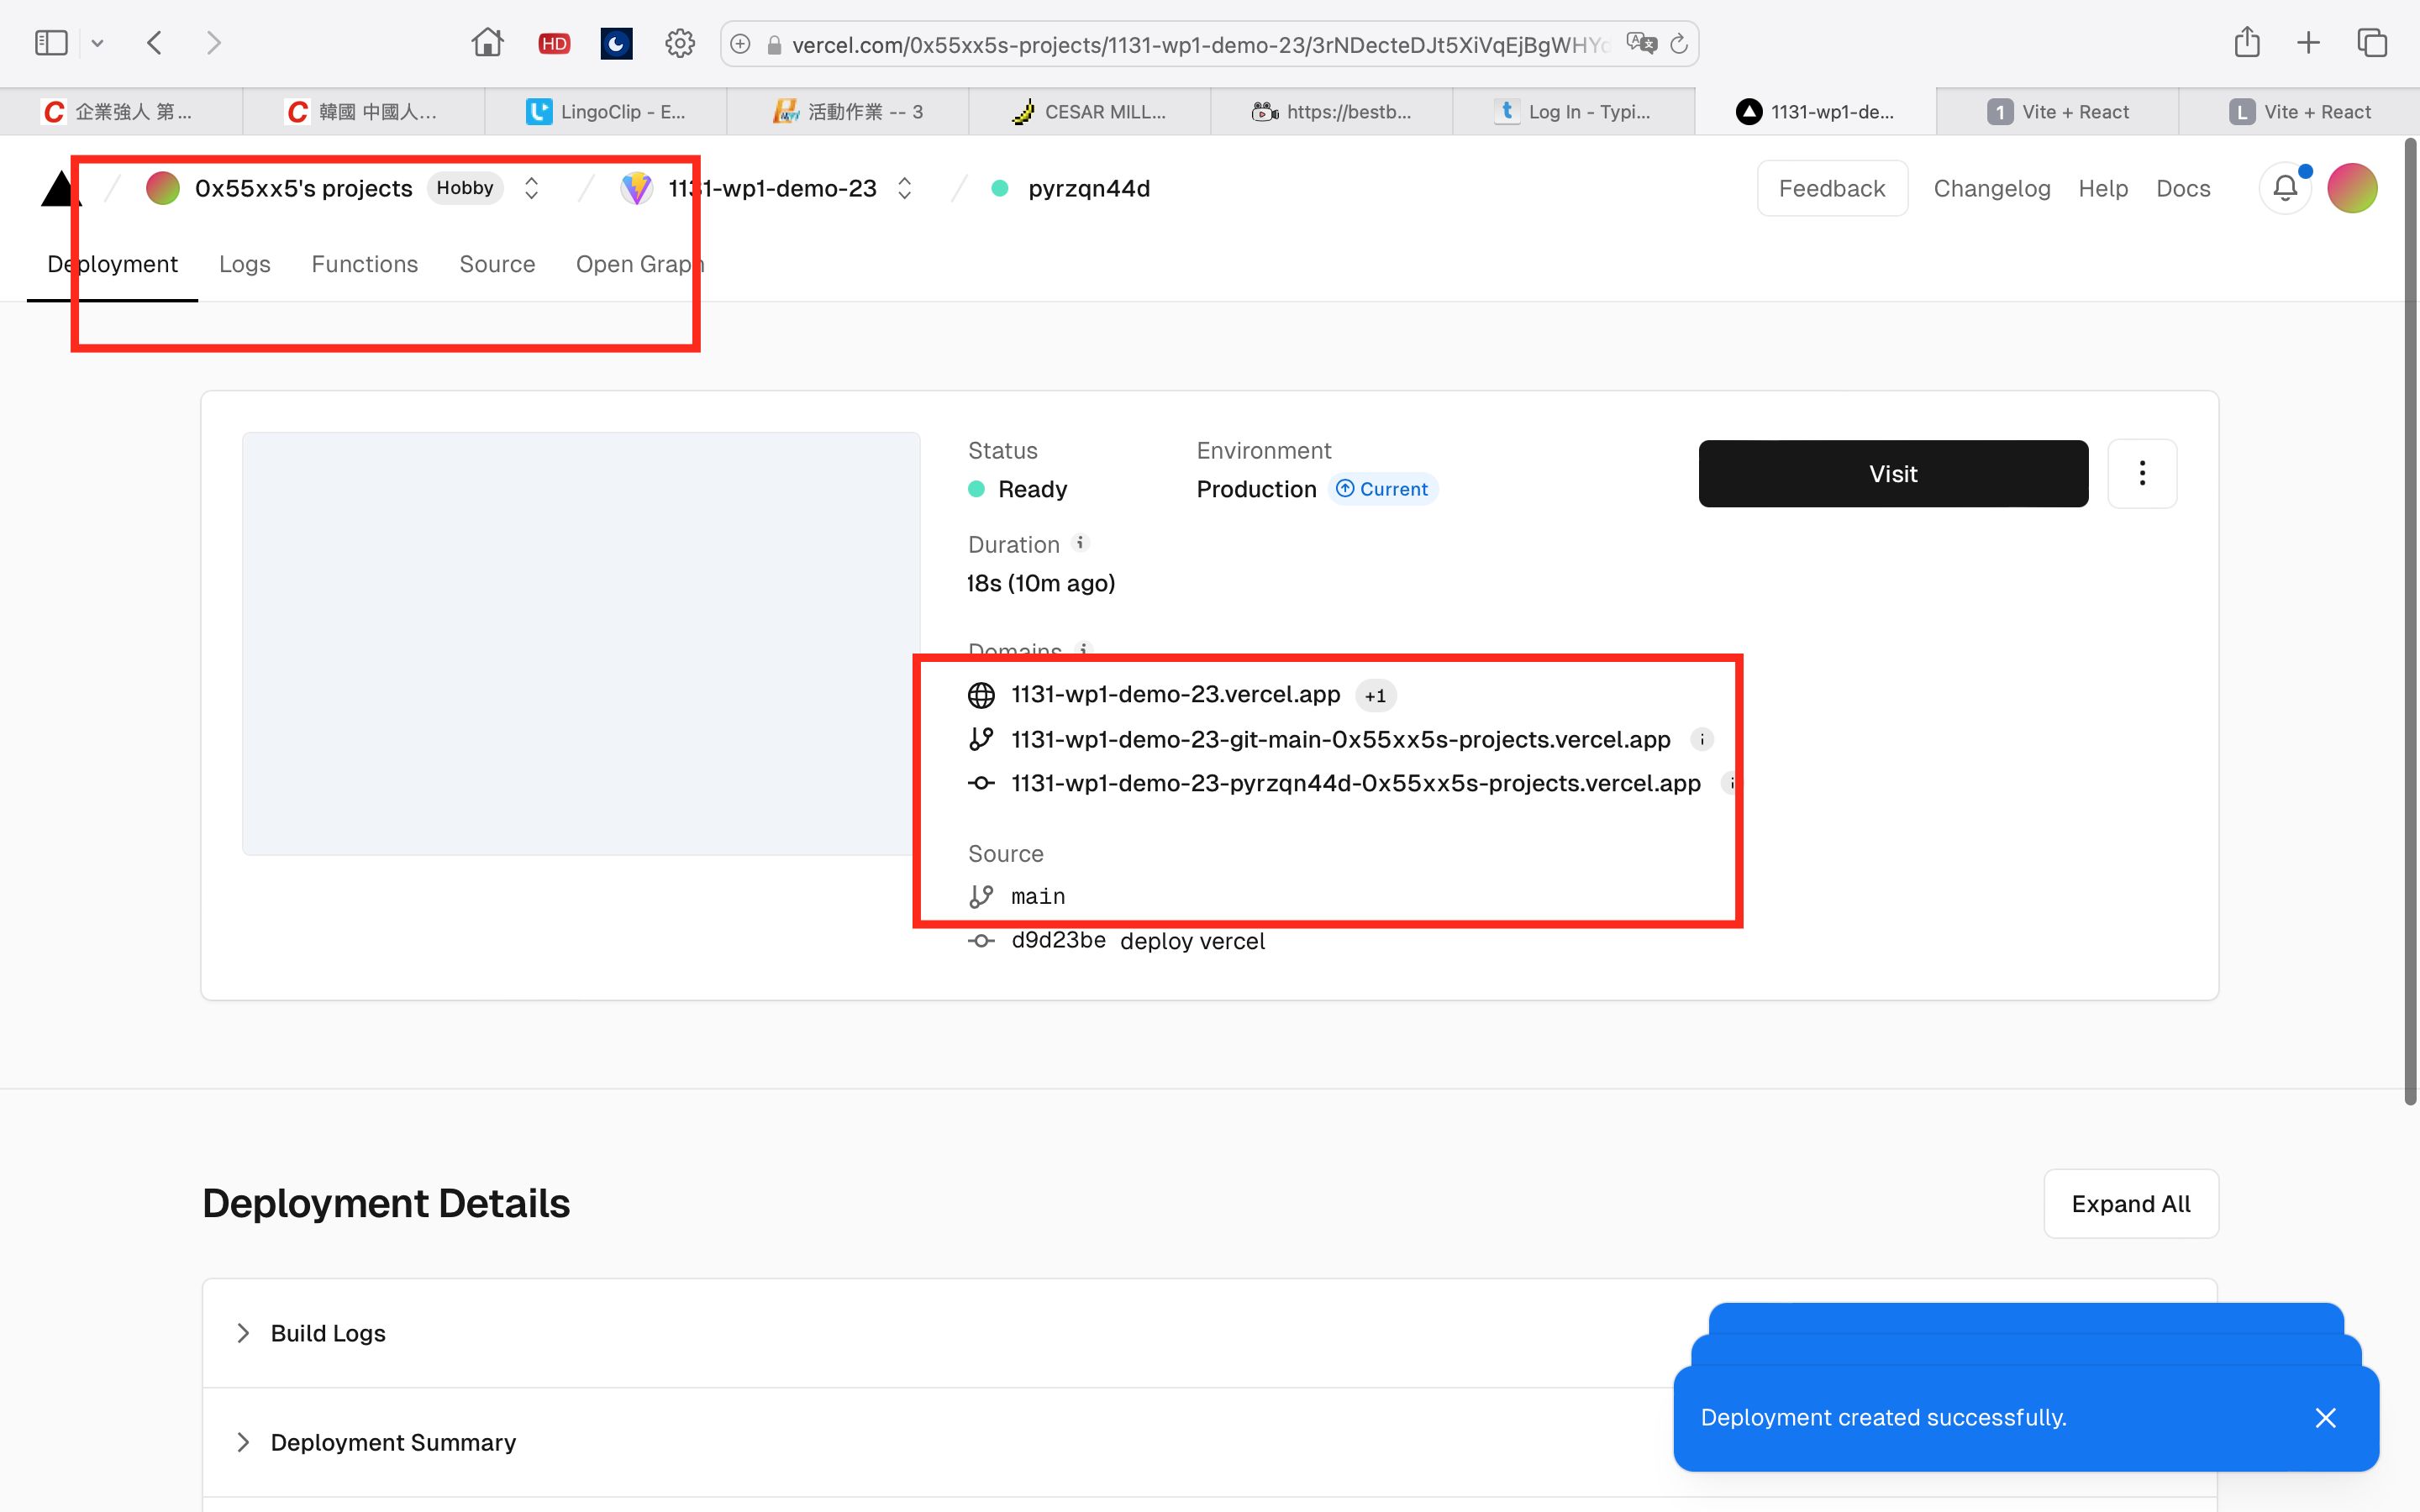 HD
vercel.com/0x55xx5s-projects/1131-wp1-demo-23/3rNDecteDJt5XiVqEjBgWHY
企業強人 第...
韓國 中國人...
LingoClip - E...
活動作業 -- 3
CESAR MILL...
https://bestb...
Log In - Typi...
1131-wp1-de...
1 Vite + React
L Vite + React
0x55xx5's projects Hobby
1131-wp1-demo-23
pyrzqn44d
Feedback Changelog Help Docs
Deployment Logs Functions Source Open Graph
Status
Ready
Environment
Production Current
Visit
Duration
18s (10m ago)
Domains
1131-wp1-demo-23.vercel.app +1
1131-wp1-demo-23-git-main-0x55xx5s-projects.vercel.app
1131-wp1-demo-23-pyrzqn44d-0x55xx5s-projects.vercel.app
Source
main
d9d23be deploy vercel
Deployment Details
Expand All
Build Logs
Deployment Summary
Deployment created successfully.